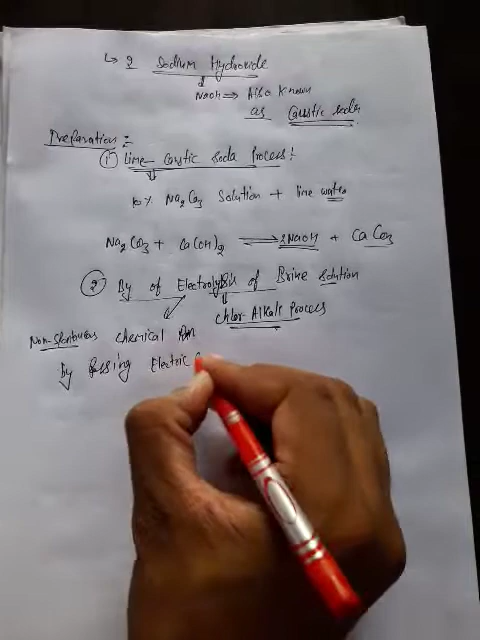 ↳ 2 Sodium Hydroxide
NaOH ⇒ Also Known
as Caustic soda
Preparation :-
① Lime-Caustic Soda Process :
10% Na2CO3 Solution + lime water
Na2CO3 + Ca(OH)2 ⇌ 2NaOH + CaCO3
② By of Electrolysis of Brine solution
Chlor-Alkali Process
Non-Spontaneous chemical Rxn
By Passing Electric